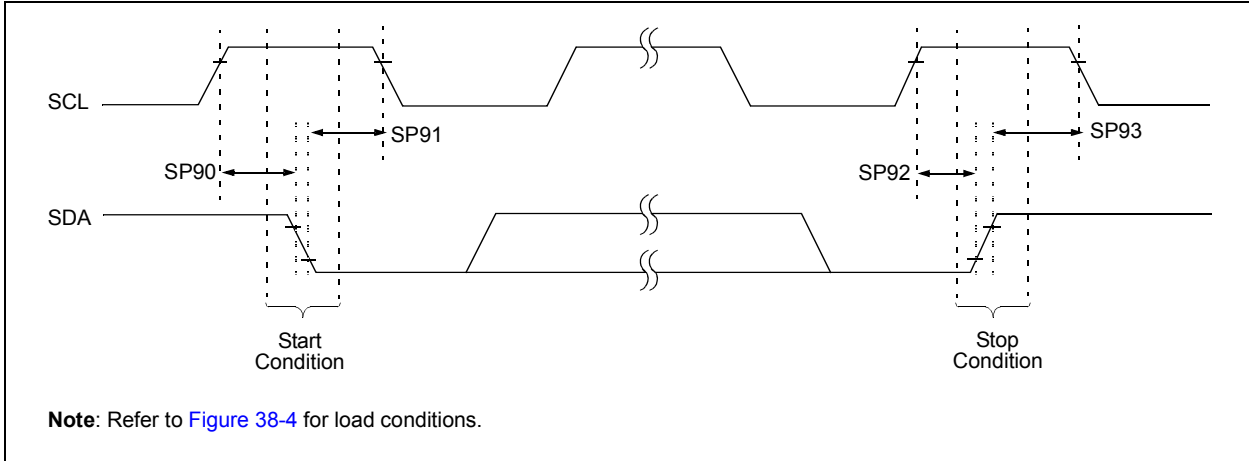 SCL
SP91
SP93
SP90
SP92
SDA
Start
Condition
Stop
Condition
Note: Refer to Figure 38-4 for load conditions.